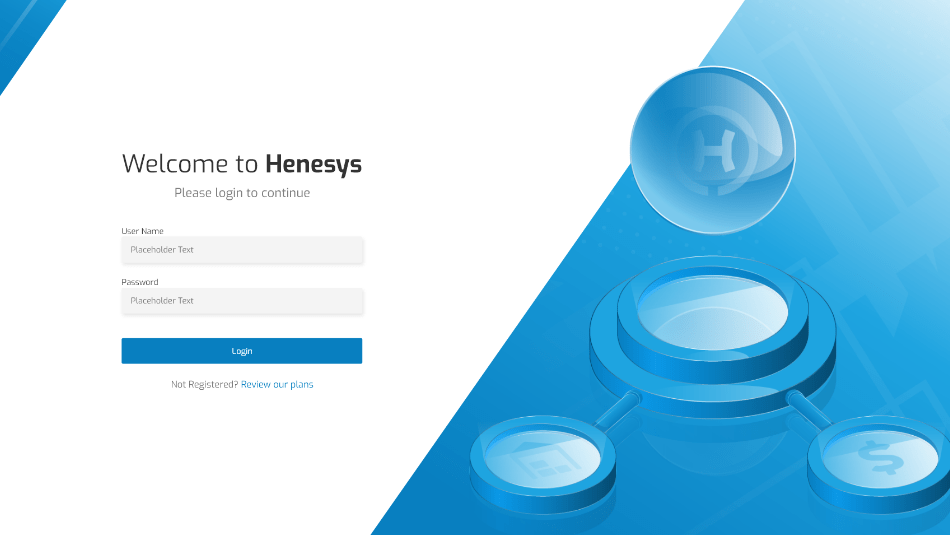 Welcome to Henesys
Please login to continue
User Name
Placeholder Text
Password
Placeholder Text
Login
Not Registered? Review our plans
H
$